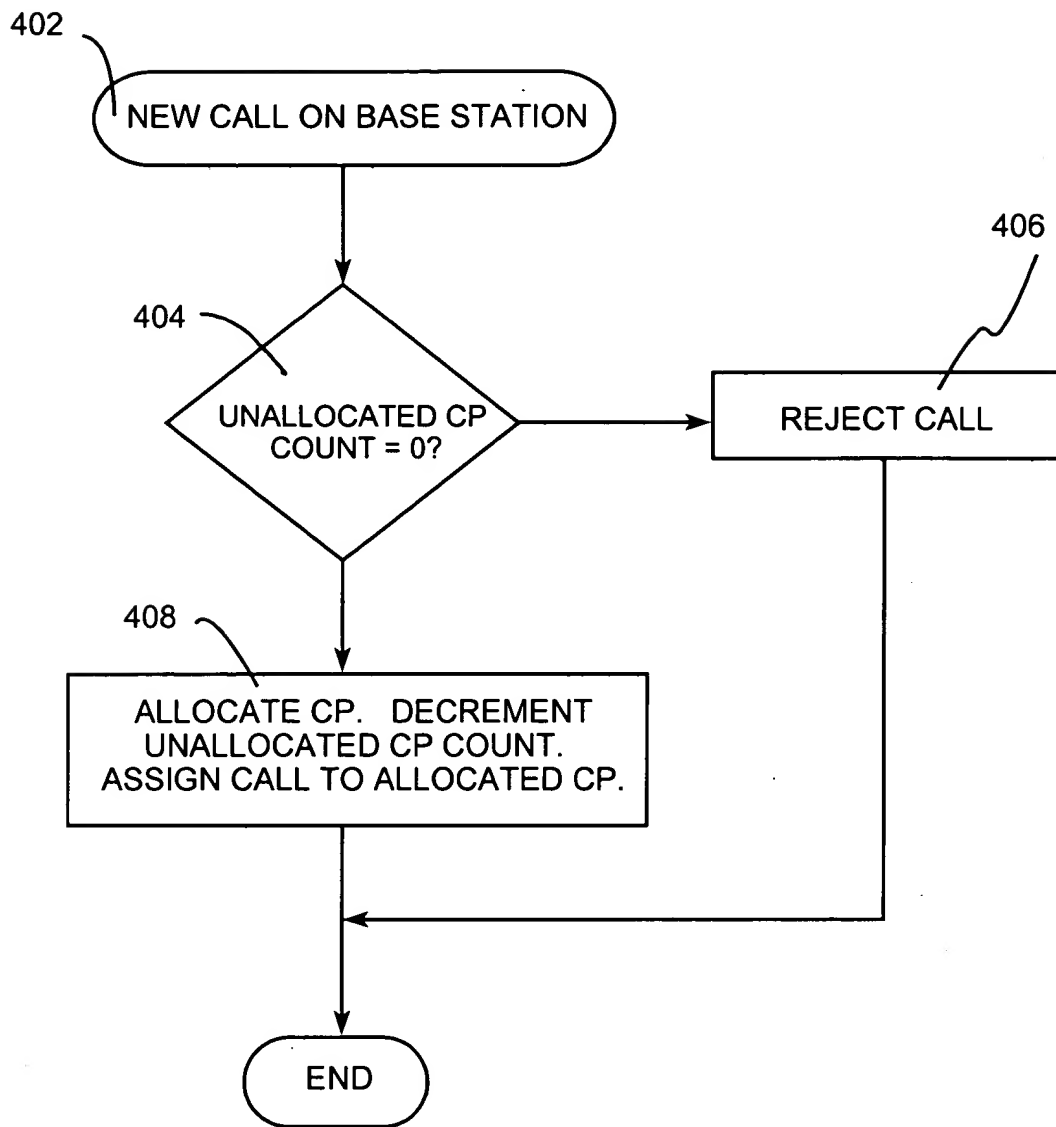 402
NEW CALL ON BASE STATION
404
UNALLOCATED CP
COUNT = 0?
406
REJECT CALL
408
ALLOCATE CP. DECREMENT
UNALLOCATED CP COUNT.
ASSIGN CALL TO ALLOCATED CP.
END